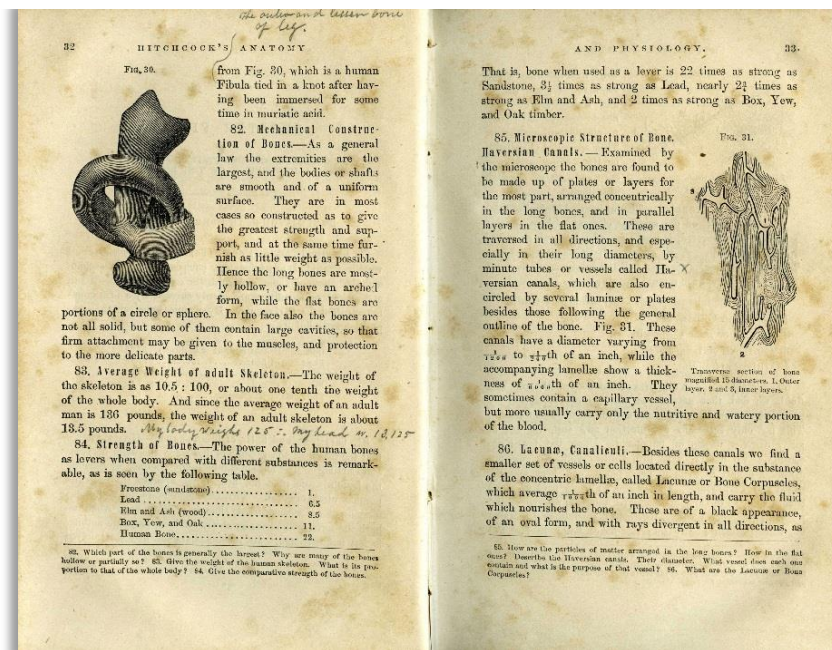 The outer and lesser bone
of leg.
32 HITCHCOCK'S ANATOMY
FIG. 30.
from Fig. 30, which is a human
Fibula tied in a knot after hav-
ing been immersed for some
time in muriatic acid.
82. Mechanical Construc-
tion of Bones.—As a general
law the extremities are the
largest, and the bodies or shafts
are smooth and of a uniform
surface. They are in most
cases so constructed as to give
the greatest strength and sup-
port, and at the same time fur-
nish as little weight as possible.
Hence the long bones are most-
ly hollow, or have an arched
form, while the flat bones are
portions of a circle or sphere. In the face also the bones are
not all solid, but some of them contain large cavities, so that
firm attachment may be given to the muscles, and protection
to the more delicate parts.
83. Average Weight of adult Skeleton.—The weight of
the skeleton is as 10.5 : 100, or about one tenth the weight
of the whole body. And since the average weight of an adult
man is 136 pounds, the weight of an adult skeleton is about
13.5 pounds. My body weighs 125 ∴ My head w. 13,125
84. Strength of Bones.—The power of the human bones
as levers when compared with different substances is remark-
able, as is seen by the following table.
Freestone (sandstone)..................... 1.
Lead..................... 6.5
Elm and Ash (wood)..................... 8.5
Box, Yew, and Oak..................... 11.
Human Bone..................... 22.
82. Which part of the bones is generally the largest? Why are many of the bones
hollow or partially so? 83. Give the weight of the human skeleton. What is its pro-
portion to that of the whole body? 84. Give the comparative strength of the bones.
AND PHYSIOLOGY. 33
That is, bone when used as a lever is 22 times as strong as
Sandstone, 3½ times as strong as Lead, nearly 2¾ times as
strong as Elm and Ash, and 2 times as strong as Box, Yew,
and Oak timber.
85. Microscopic Structure of Bone.
Haversian Canals.—Examined by
the microscope the bones are found to
be made up of plates or layers for
the most part, arranged concentrically
in the long bones, and in parallel
layers in the flat ones. These are
traversed in all directions, and espe-
cially in their long diameters, by
minute tubes or vessels called Ha-
versian canals, which are also en-
circled by several laminæ or plates
besides those following the general
outline of the bone. Fig. 31. These
canals have a diameter varying from
to th of an inch, while the
accompanying lamellæ show a thick-
ness of th of an inch. They
sometimes contain a capillary vessel,
but more usually carry only the nutritive and watery portion
of the blood.
FIG. 31.
3
2
Transverse section of bone
magnified 15 diameters. 1, Outer
layer. 2 and 3, inner layers.
86. Lacunæ, Canaliculi.—Besides these canals we find a
smaller set of vessels or cells located directly in the substance
of the concentric lamellæ, called Lacunæ or Bone Corpuscles,
which average th of an inch in length, and carry the fluid
which nourishes the bone. These are of a black appearance,
of an oval form, and with rays divergent in all directions, as
85. How are the particles of matter arranged in the long bones? How in the flat
ones? Describe the Haversian canals. Their diameter. What vessel does each one
contain and what is the purpose of that vessel? 86. What are the Lacunæ or Bone
Corpuscles?